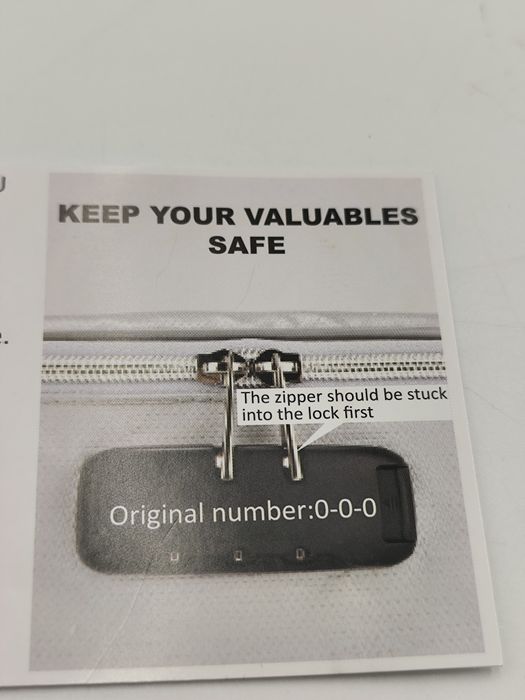 KEEP YOUR VALUABLES
SAFE
The zipper should be stuck
into the lock first
Original number:0-0-0